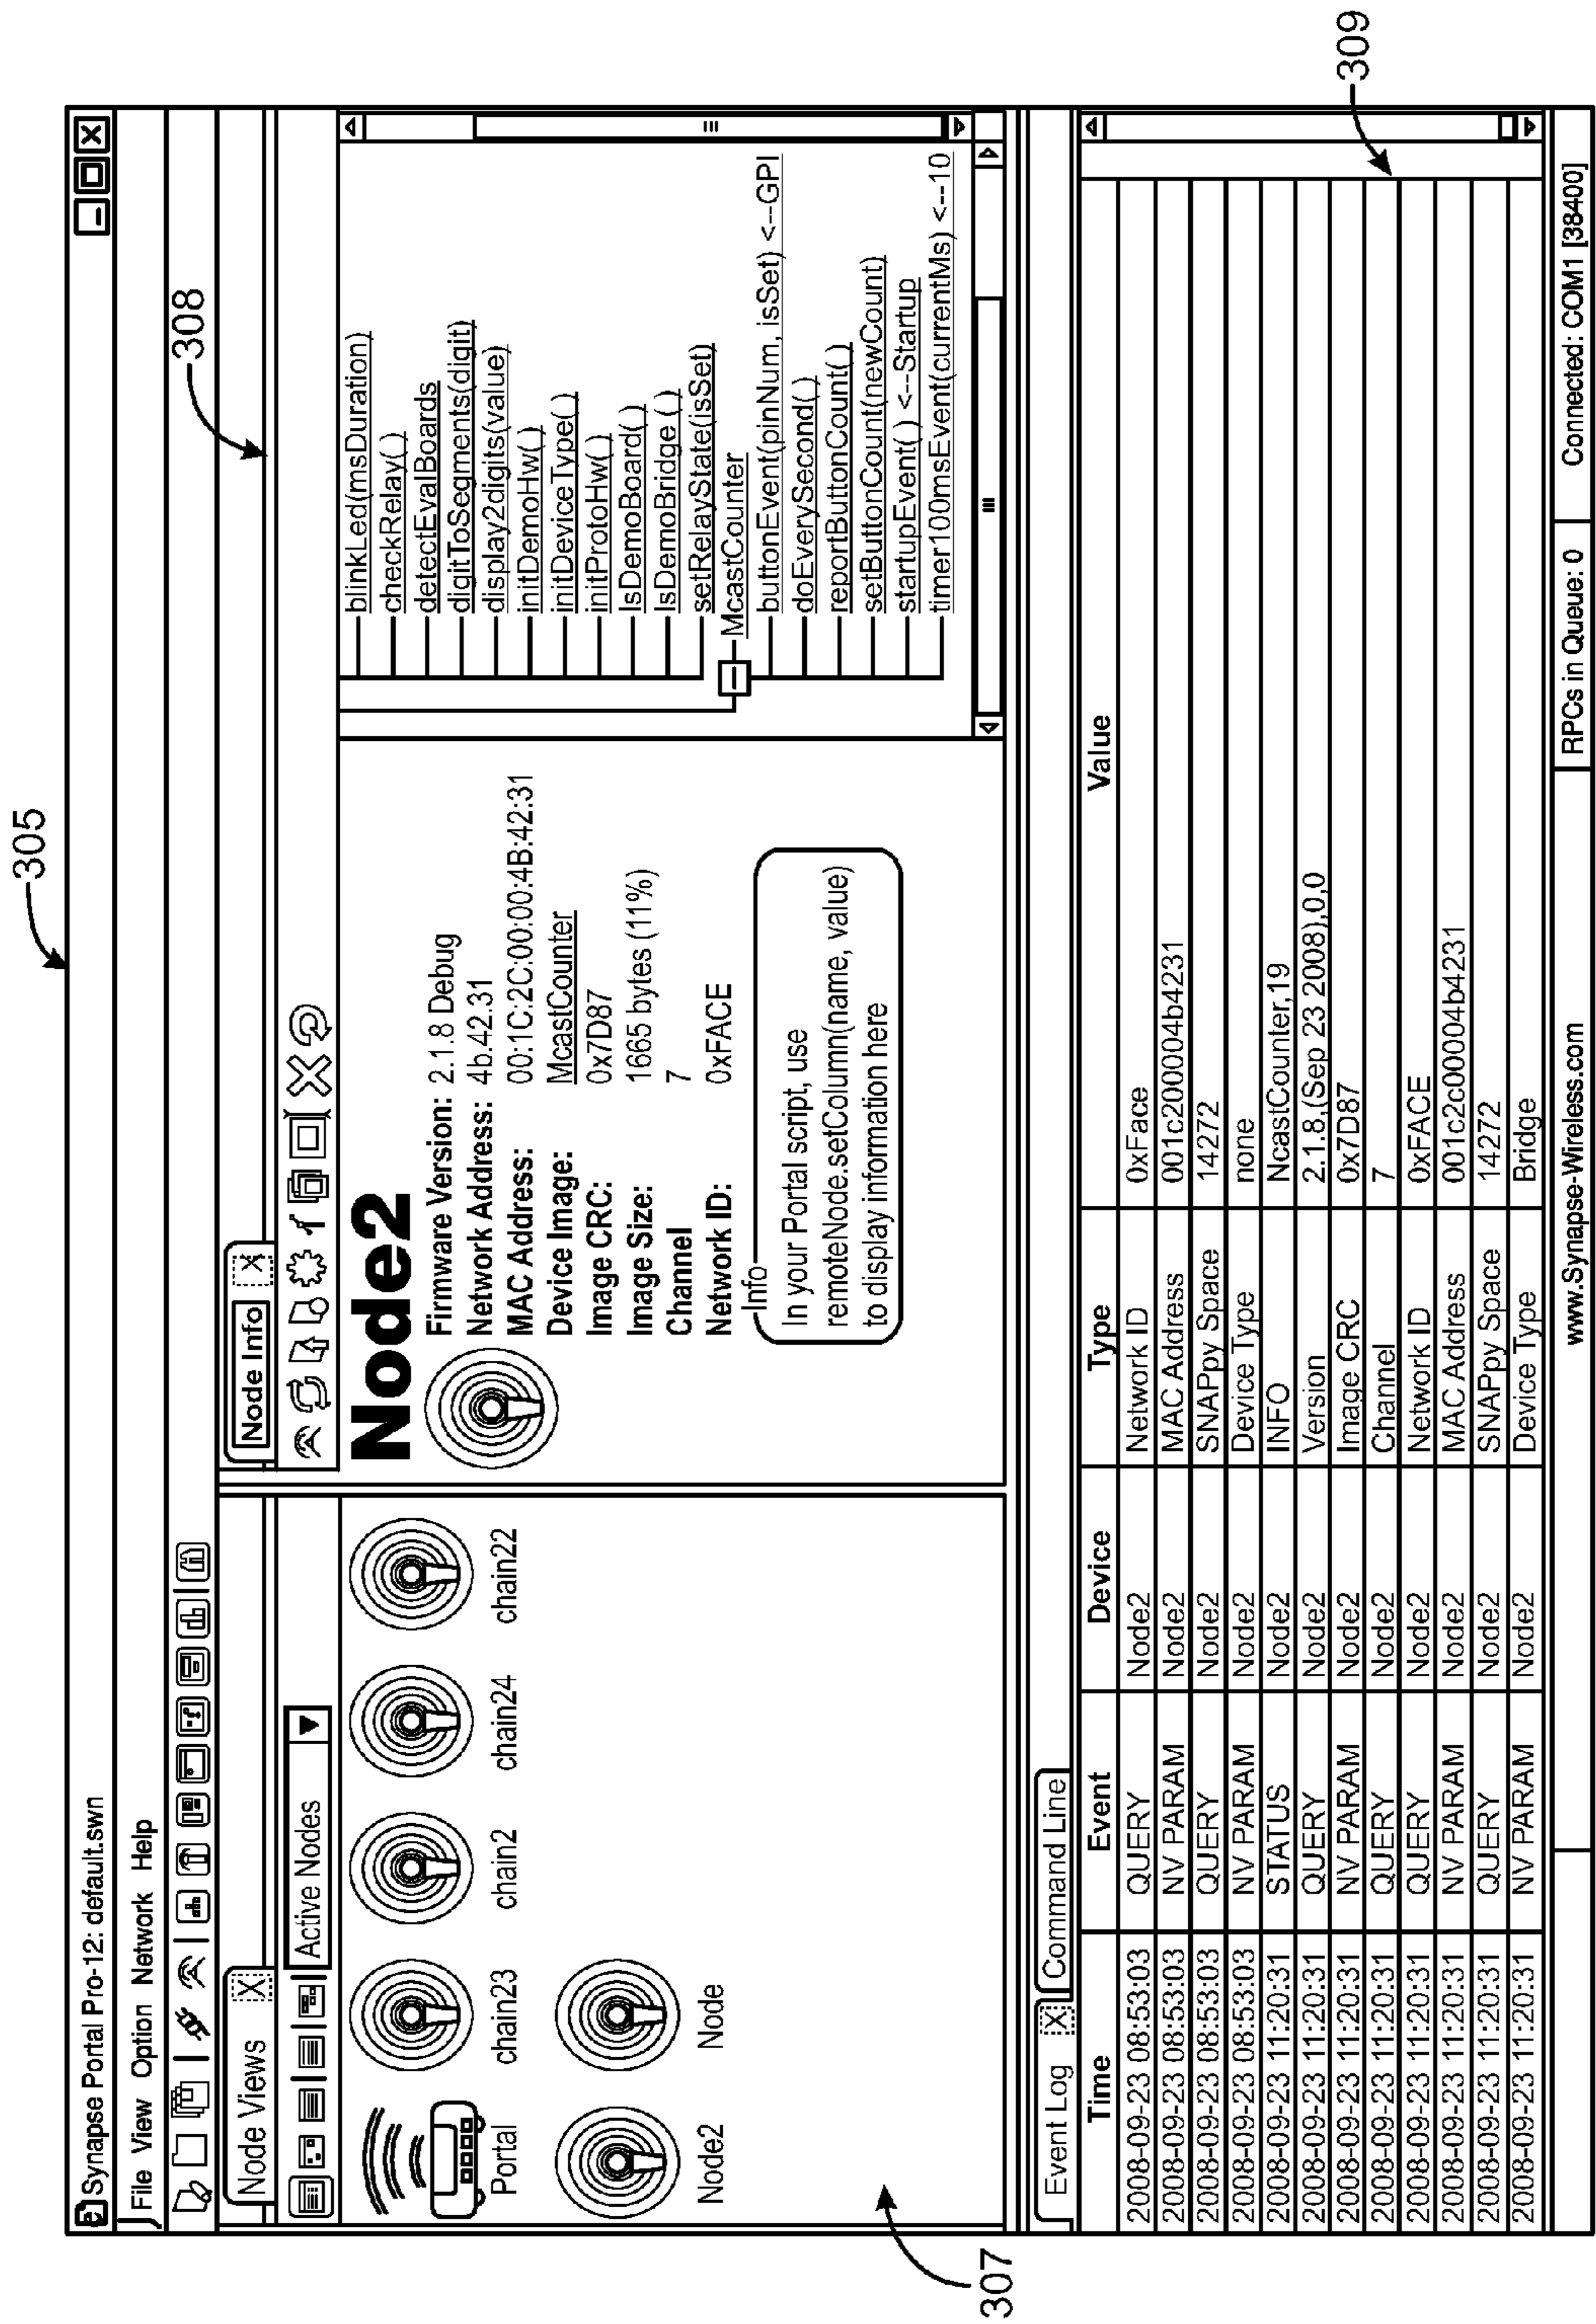 305
Synapse Portal Pro-12: default.swn
File View Option Network Help
308
Node Views X
Active Nodes
Portal
chain23
chain2
chain24
chain22
Node2
Node
307
Node Info X
Node2
Firmware Version: 2.1.8 Debug
Network Address: 4b.42.31
MAC Address: 00:1C:2C:00:00:4B:42:31
Device Image: McastCounter
Image CRC: 0x7D87
Image Size: 1665 bytes (11%)
Channel 7
Network ID: 0xFACE
Info
In your Portal script, use
remoteNode.setColumn(name, value)
to display information here
blinkLed(msDuration)
checkRelay( )
detectEvalBoards
digitToSegments(digit)
display2digits(value)
initDemoHw( )
initDeviceType( )
initProtoHw( )
IsDemoBoard( )
IsDemoBridge ( )
setRelayState(isSet)
McastCounter
buttonEvent(pinNum, isSet) <--GPI
doEverySecond( )
reportButtonCount( )
setButtonCount(newCount)
startupEvent( ) <--Startup
timer100msEvent(currentMs) <--10
Event Log X Command Line
309
Time Event Device Type Value
2008-09-23 08:53:03 QUERY Node2 Network ID 0xFace
2008-09-23 08:53:03 NV PARAM Node2 MAC Address 001c200004b4231
2008-09-23 08:53:03 QUERY Node2 SNAPpy Space 14272
2008-09-23 08:53:03 NV PARAM Node2 Device Type none
2008-09-23 11:20:31 STATUS Node2 INFO NcastCounter,19
2008-09-23 11:20:31 QUERY Node2 Version 2.1.8,(Sep 23 2008),0,0
2008-09-23 11:20:31 NV PARAM Node2 Image CRC 0x7D87
2008-09-23 11:20:31 QUERY Node2 Channel 7
2008-09-23 11:20:31 QUERY Node2 Network ID 0xFACE
2008-09-23 11:20:31 NV PARAM Node2 MAC Address 001c2c00004b4231
2008-09-23 11:20:31 QUERY Node2 SNAPpy Space 14272
2008-09-23 11:20:31 NV PARAM Node2 Device Type Bridge
www.Synapse-Wireless.com RPCs in Queue: 0 Connected: COM1 [38400]